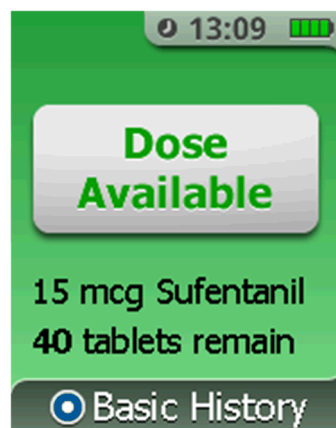 13:09
Dose
Available
15 mcg Sufentanil
40 tablets remain
Basic History